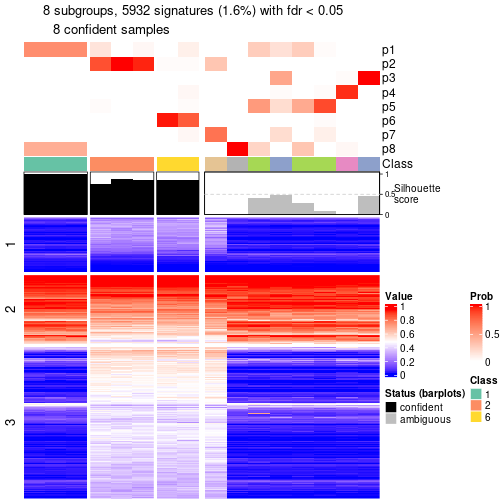 8 subgroups, 5932 signatures (1.6%) with fdr < 0.05
8 confident samples
p1
p2
p3
p4
p5
p6
p7
p8
Class
1
0.5
0
Silhouette
score
1
2
3
Value
1
0.8
0.6
0.4
0.2
0
Prob
1
0.5
0
Status (barplots)
confident
ambiguous
Class
1
2
6